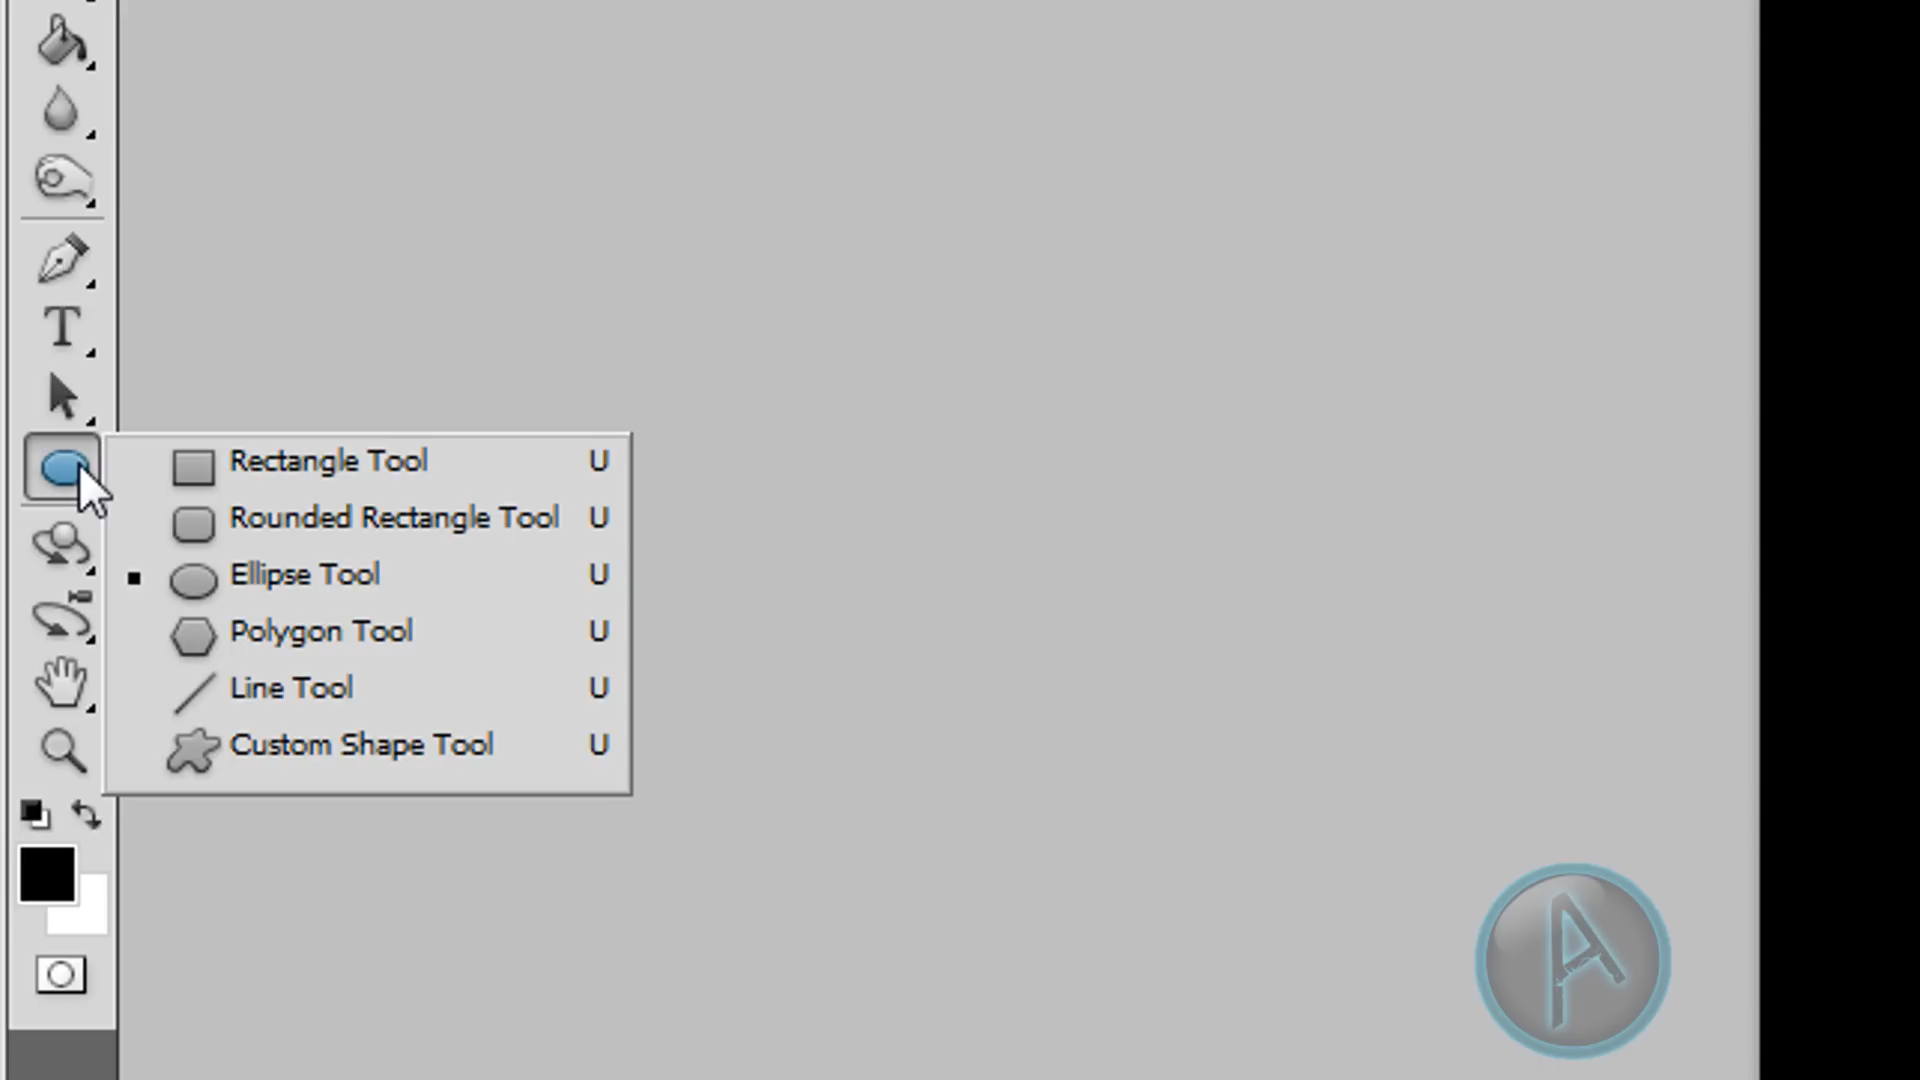 T
Rectangle Tool U
Rounded Rectangle Tool U
Ellipse Tool U
Polygon Tool U
Line Tool U
Custom Shape Tool U